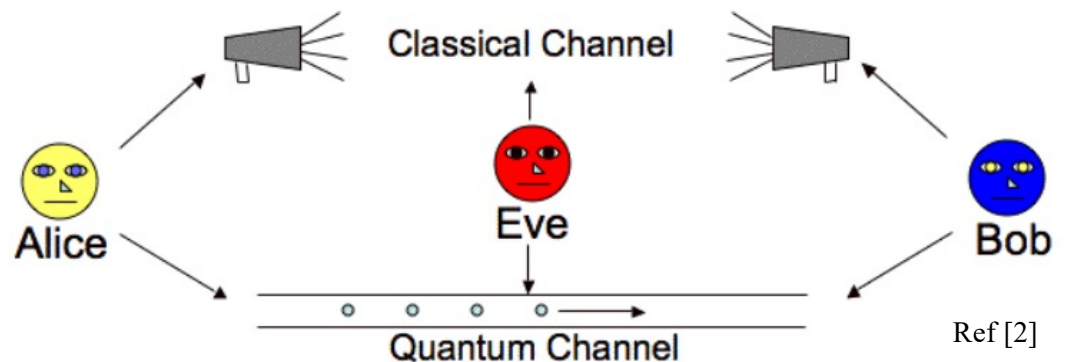 Classical Channel
Alice
Eve
Bob
Quantum Channel
Ref [2]